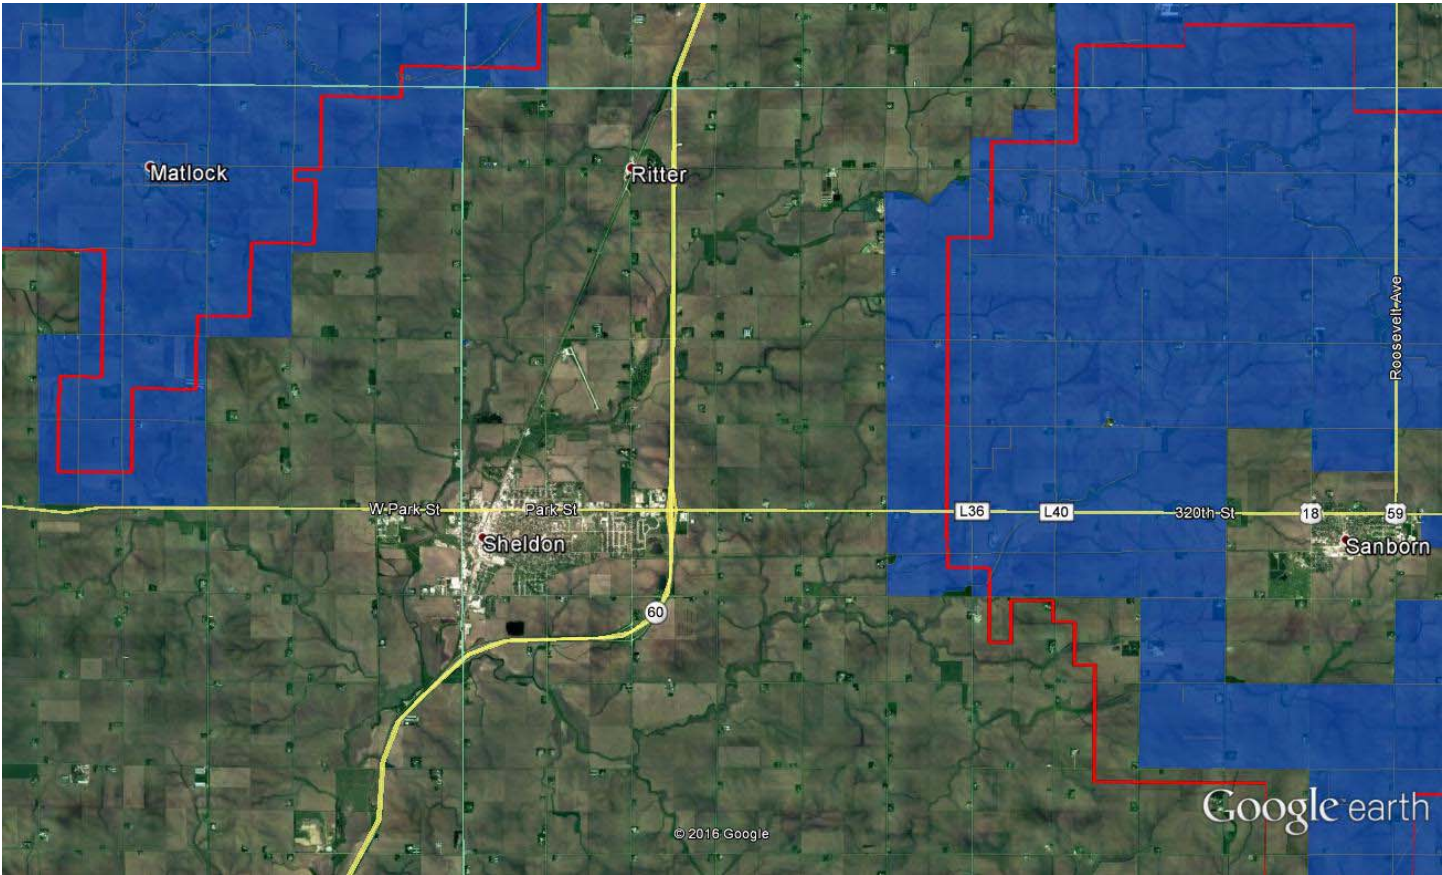 Matlock
Ritter
Roosevelt Ave
W Park St
Park St
L36
L40
320th St
18
59
Sheldon
Sanborn
60
Google earth
© 2016 Google